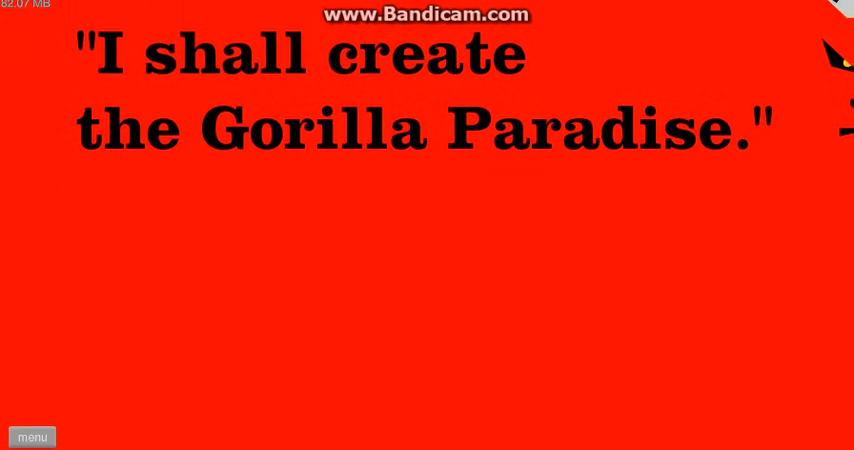 82.07 MB
www.Bandicam.com
"I shall create
the Gorilla Paradise."
menu